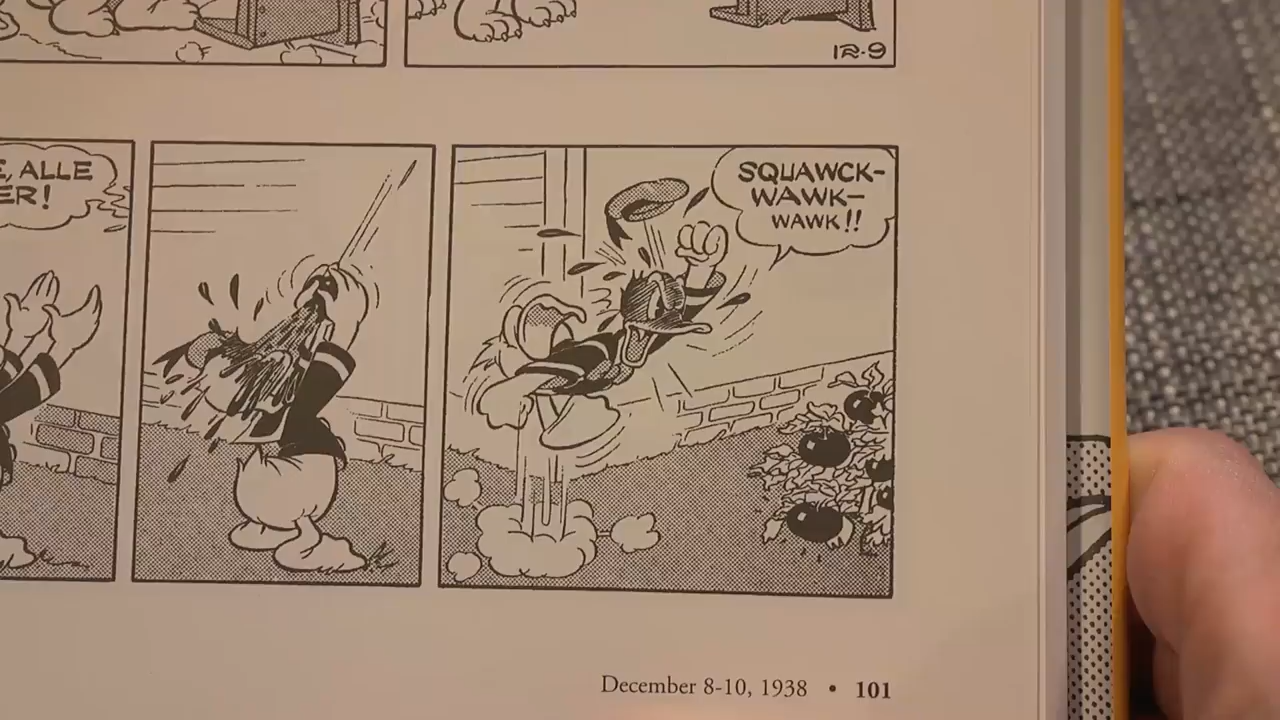 12-9
E, ALLE
ER!
SQUAWCK-
WAWK-
WAWK!!
December 8-10, 1938 • 101